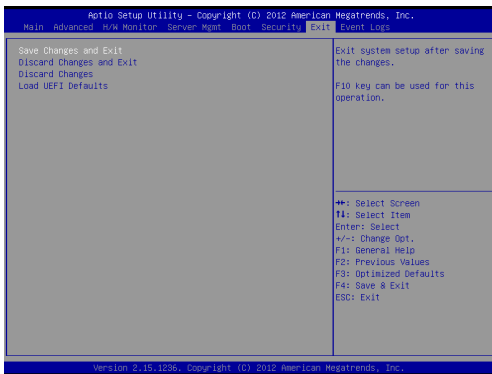 Aptio Setup Utility – Copyright (C) 2012 American Megatrends, Inc.
Main Advanced H/W Monitor Server Mgmt Boot Security Exit Event Logs
Save Changes and Exit
Discard Changes and Exit
Discard Changes
Load UEFI Defaults
Exit system setup after saving
the changes.
F10 key can be used for this
operation.
→←: Select Screen
↑↓: Select Item
Enter: Select
+/-: Change Opt.
F1: General Help
F2: Previous Values
F3: Optimized Defaults
F4: Save & Exit
ESC: Exit
Version 2.15.1236. Copyright (C) 2012 American Megatrends, Inc.